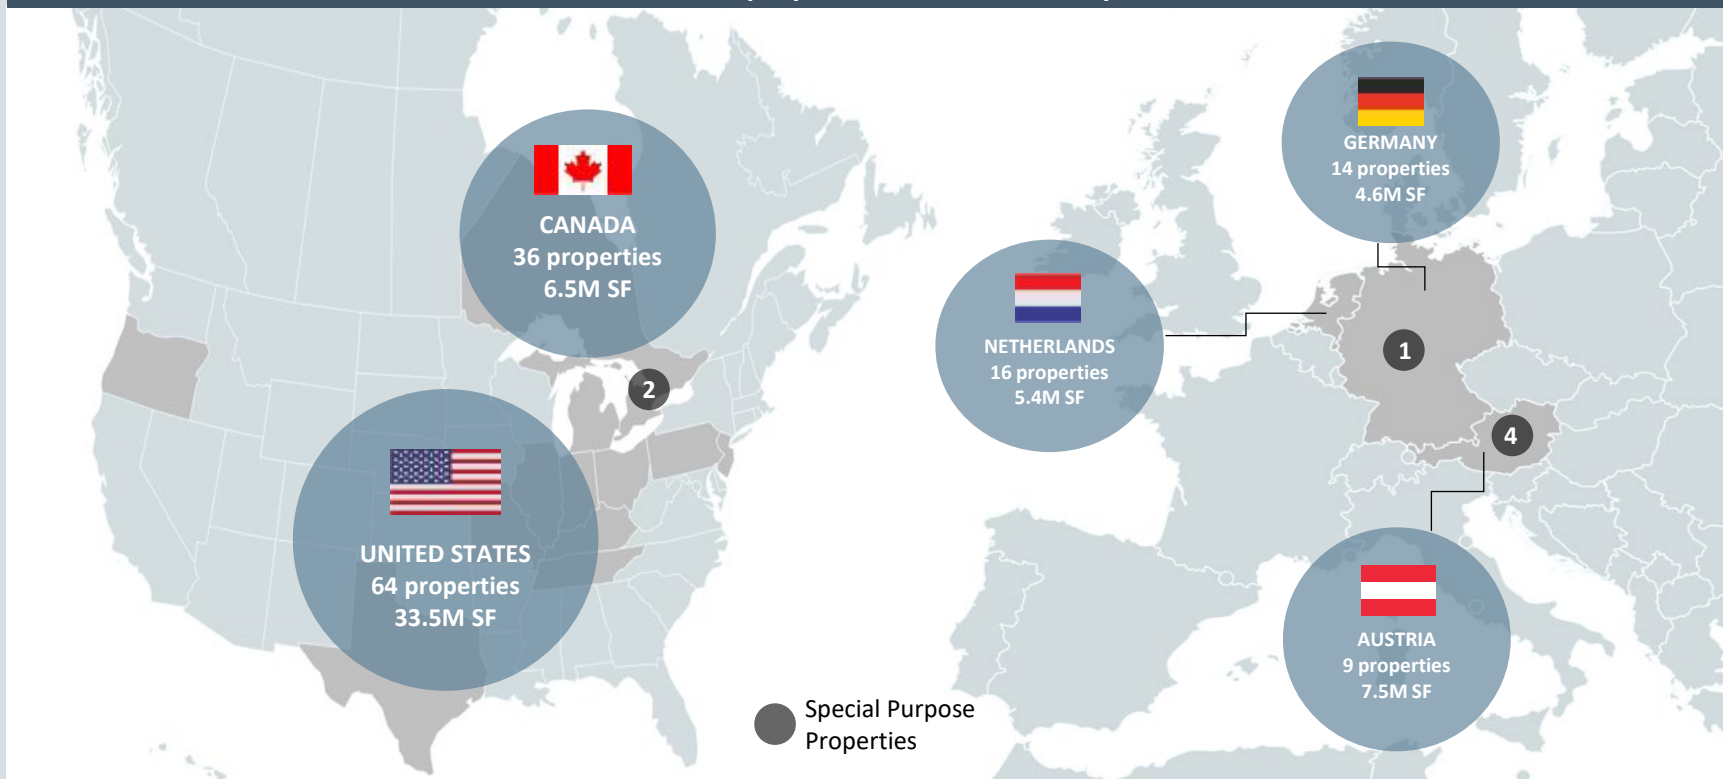 CANADA
36 properties
6.5M SF
2
UNITED STATES
64 properties
33.5M SF
GERMANY
14 properties
4.6M SF
NETHERLANDS
16 properties
5.4M SF
1
4
AUSTRIA
9 properties
7.5M SF
Special Purpose
Properties